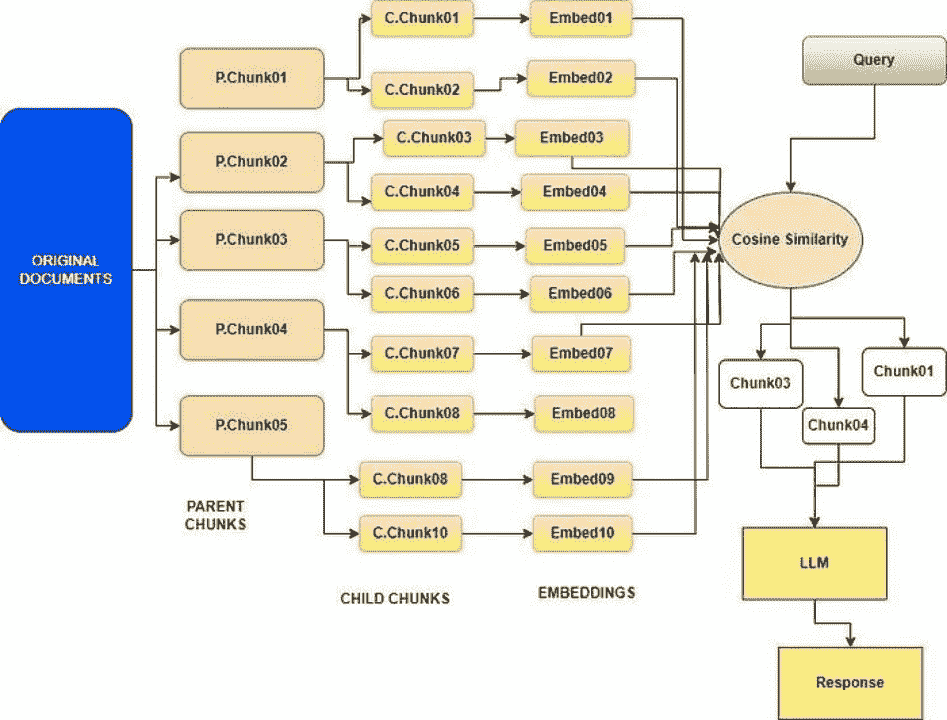 ORIGINAL
DOCUMENTS
P.Chunk01
P.Chunk02
P.Chunk03
P.Chunk04
P.Chunk05
PARENT
CHUNKS
C.Chunk01
C.Chunk02
C.Chunk03
C.Chunk04
C.Chunk05
C.Chunk06
C.Chunk07
C.Chunk08
C.Chunk08
C.Chunk10
CHILD CHUNKS
Embed01
Embed02
Embed03
Embed04
Embed05
Embed06
Embed07
Embed08
Embed09
Embed10
EMBEDDINGS
Query
Cosine Similarity
Chunk03
Chunk04
Chunk01
LLM
Response